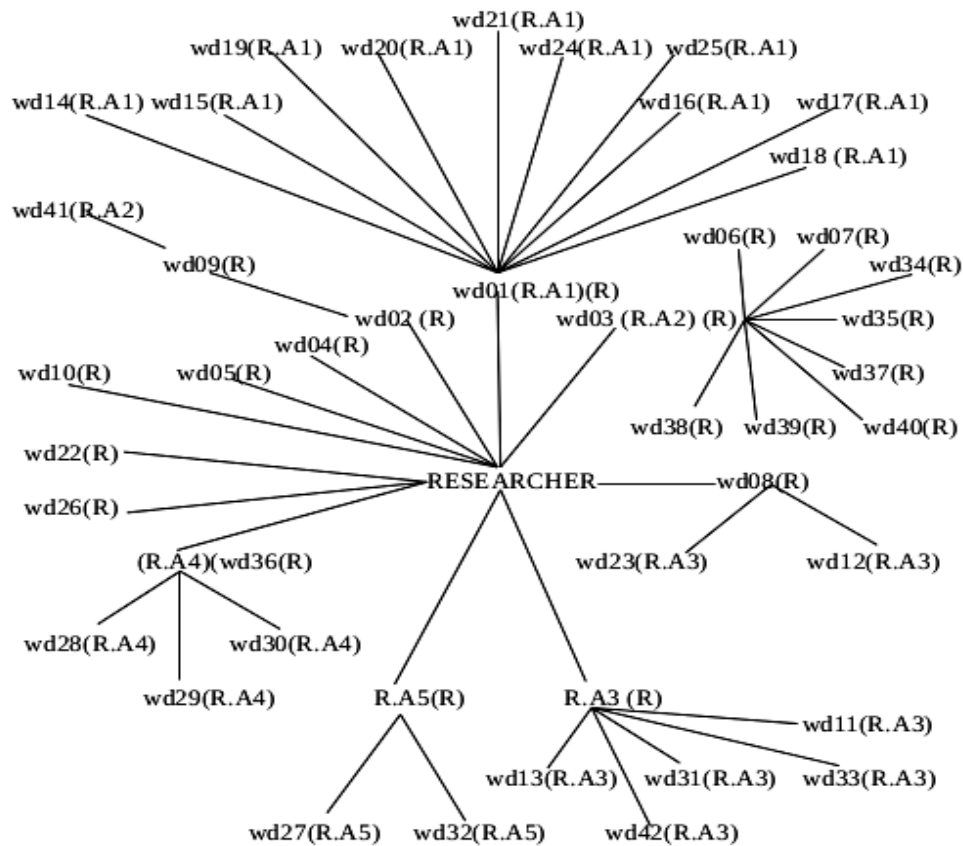 wd21(R.A1)
wd19(R.A1) wd20(R.A1) wd24(R.A1) wd25(R.A1)
wd14(R.A1) wd15(R.A1) wd16(R.A1) wd17(R.A1)
wd18 (R.A1)
wd41(R.A2)
wd06(R) wd07(R)
wd09(R) wd34(R)
wd01(R.A1)(R)
wd02 (R) wd03 (R.A2) (R) wd35(R)
wd04(R)
wd10(R) wd05(R) wd37(R)
wd38(R) wd39(R) wd40(R)
wd22(R)
RESEARCHER wd08(R)
wd26(R)
(R.A4)(wd36(R) wd23(R.A3) wd12(R.A3)
wd28(R.A4) wd30(R.A4)
wd29(R.A4) R.A5(R) R.A3 (R)
wd11(R.A3)
wd13(R.A3) wd31(R.A3) wd33(R.A3)
wd27(R.A5) wd32(R.A5) wd42(R.A3)